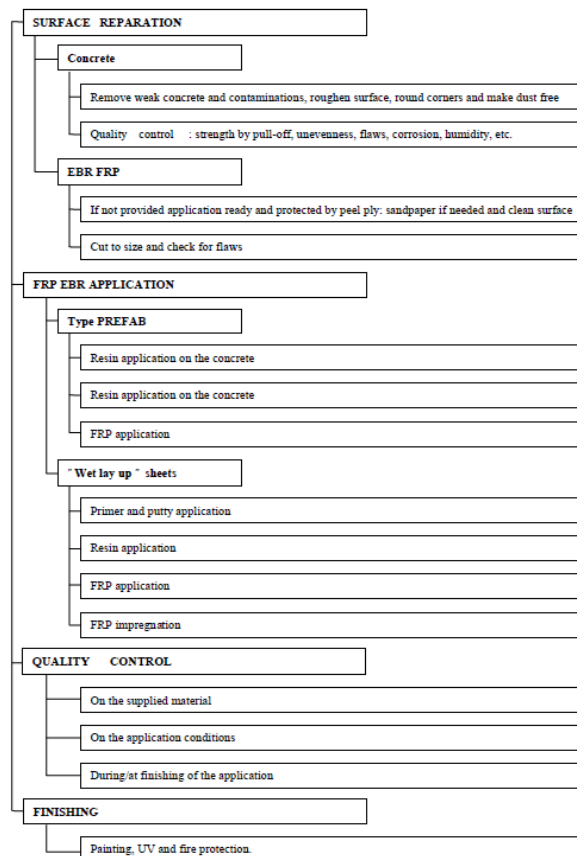 SURFACE REPARATION
Concrete
Remove weak concrete and contaminations, roughen surface, round corners and make dust free
Quality control : strength by pull-off, unevenness, flaws, corrosion, humidity, etc.
EBR FRP
If not provided application ready and protected by peel ply: sandpaper if needed and clean surface
Cut to size and check for flaws
FRP EBR APPLICATION
Type PREFAB
Resin application on the concrete
Resin application on the concrete
FRP application
"Wet lay up" sheets
Primer and putty application
Resin application
FRP application
FRP impregnation
QUALITY CONTROL
On the supplied material
On the application conditions
During/at finishing of the application
FINISHING
Painting, UV and fire protection.